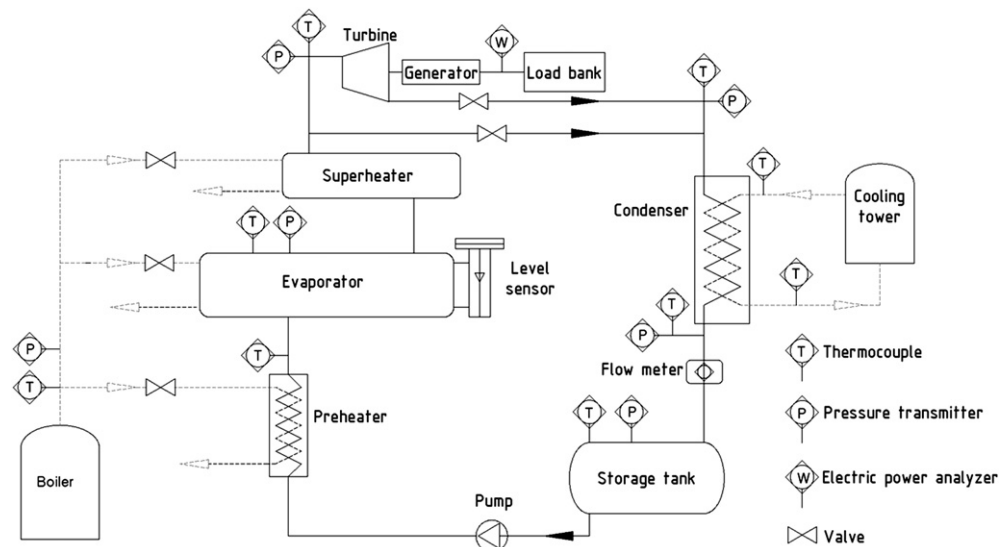 T
Turbine
P
W
Generator
Load bank
T
P
Superheater
T
Condenser
Cooling
tower
T
P
Evaporator
Level
sensor
T
T
P
P
T
T
Flow meter
T
Thermocouple
T
Preheater
T
P
P
Pressure transmitter
Boiler
Storage tank
W
Electric power analyzer
Pump
Valve